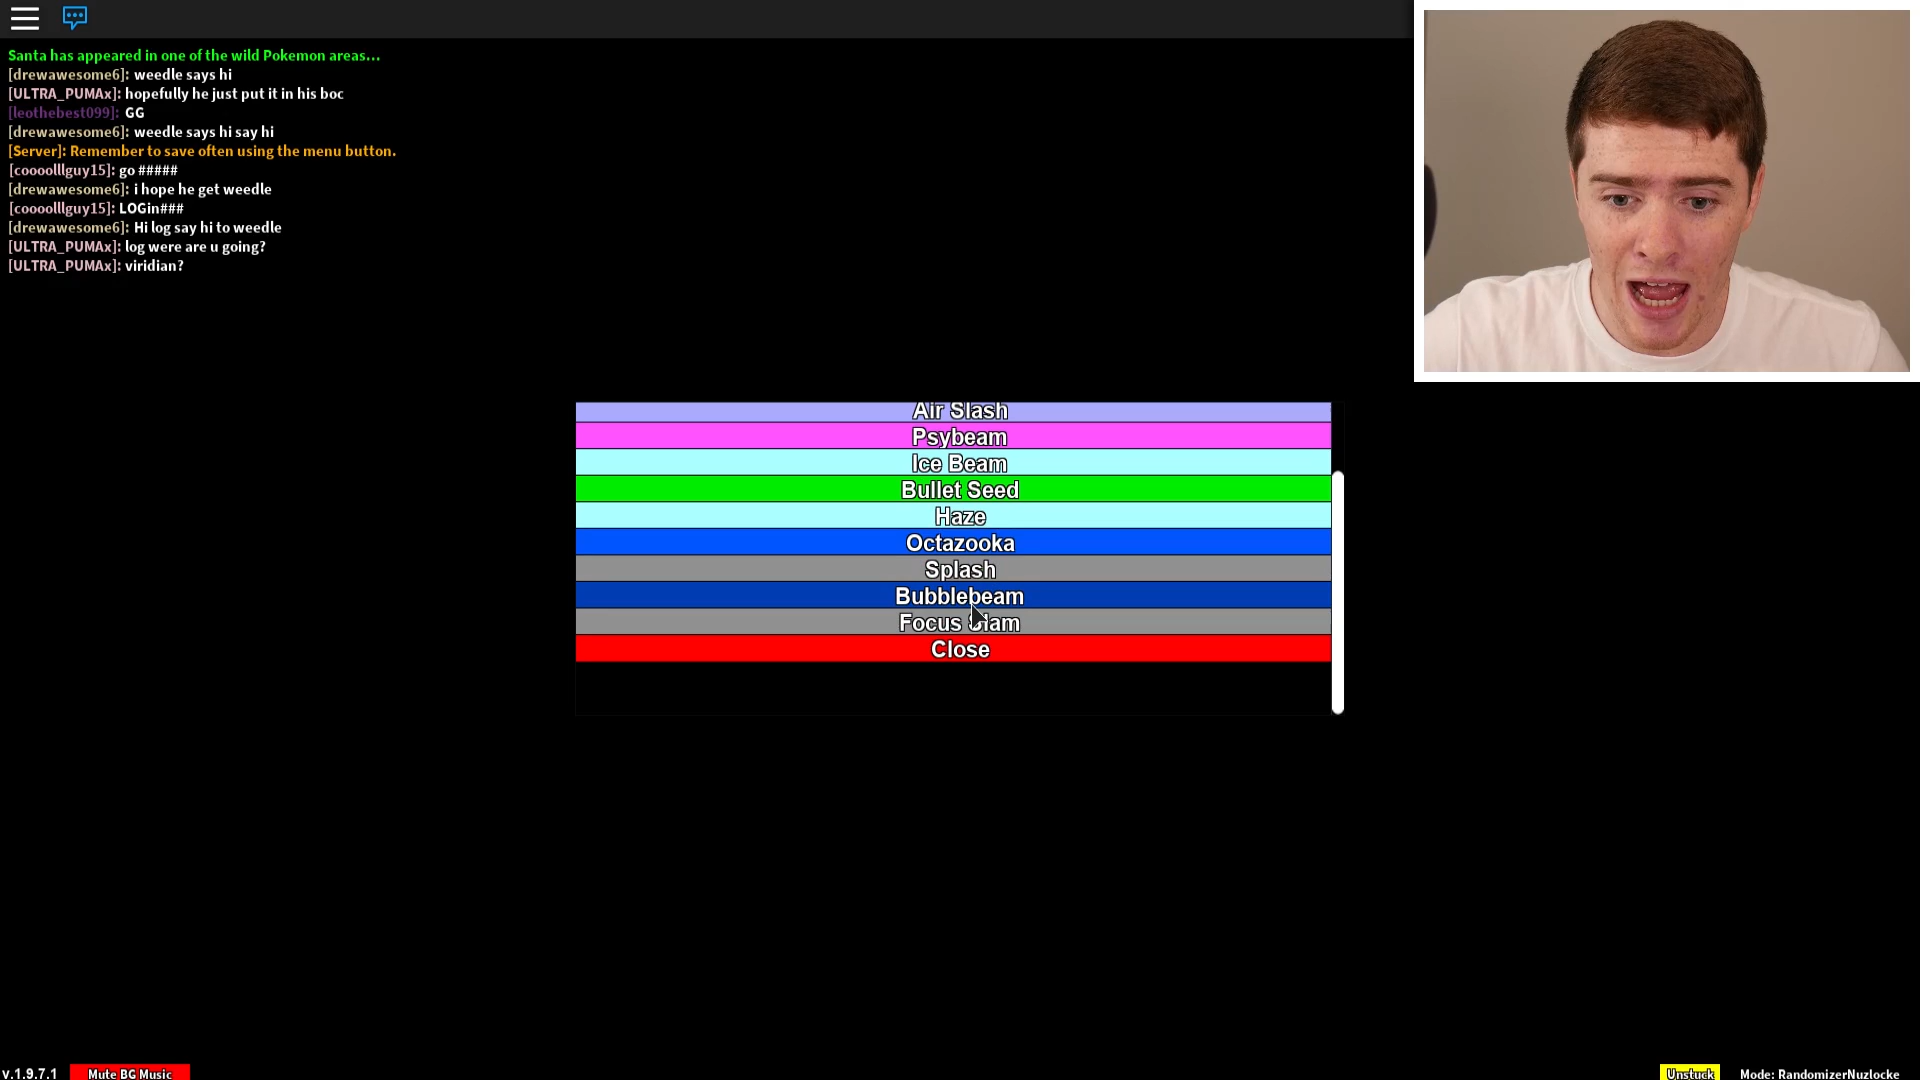 Santa has appeared in one of the wild Pokemon areas...
[drewawesome6]: weedle says hi
[ULTRA_PUMAx]: hopefully he just put it in his boc
[leothebest099]: GG
[drewawesome6]: weedle says hi say hi
[Server]: Remember to save often using the menu button.
[coooolllguy15]: go #####
[drewawesome6]: i hope he get weedle
[coooolllguy15]: LOGin###
[drewawesome6]: Hi log say hi to weedle
[ULTRA_PUMAx]: log were are u going?
[ULTRA_PUMAx]: viridian?
Air Slash
Psybeam
Ice Beam
Bullet Seed
Haze
Octazooka
Splash
Bubblebeam
Focus Slam
Close
v.1.9.7.1
Mute BG Music
Unstuck
Mode: RandomizerNuzlocke